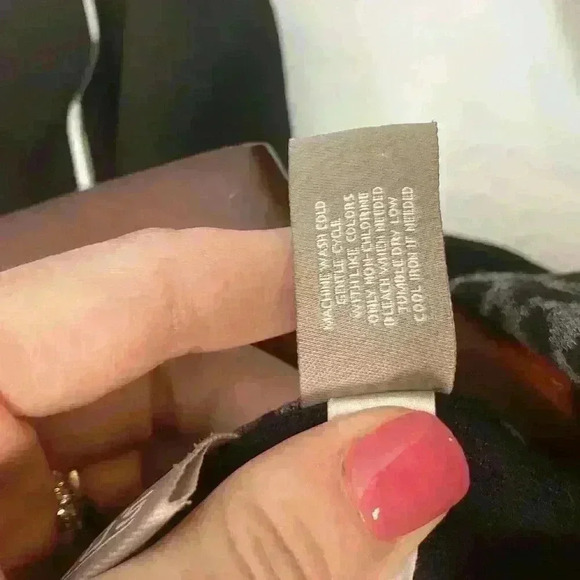 MACHINE WASH COLD
GENTLE CYCLE
WITH LIKE COLORS
ONLY NON-CHLORINE
BLEACH WHEN NEEDED
TUMBLE DRY LOW
COOL IRON IF NEEDED